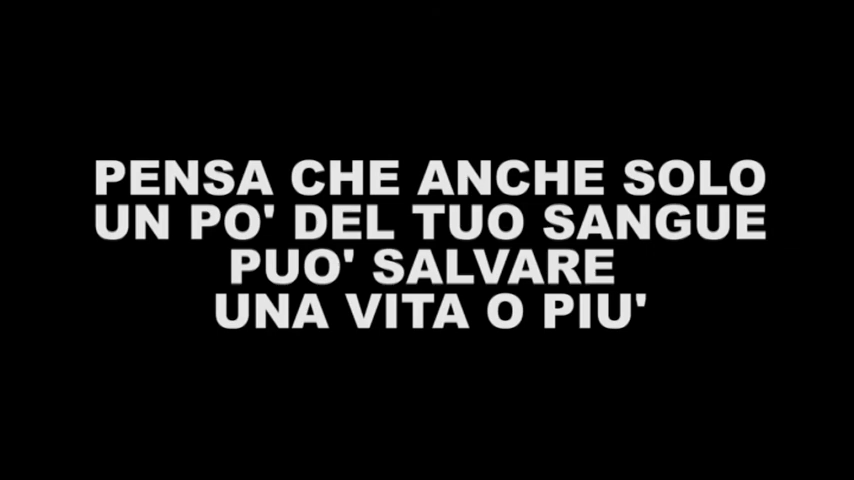 PENSA CHE ANCHE SOLO
UN PO' DEL TUO SANGUE
PUO' SALVARE
UNA VITA O PIU'